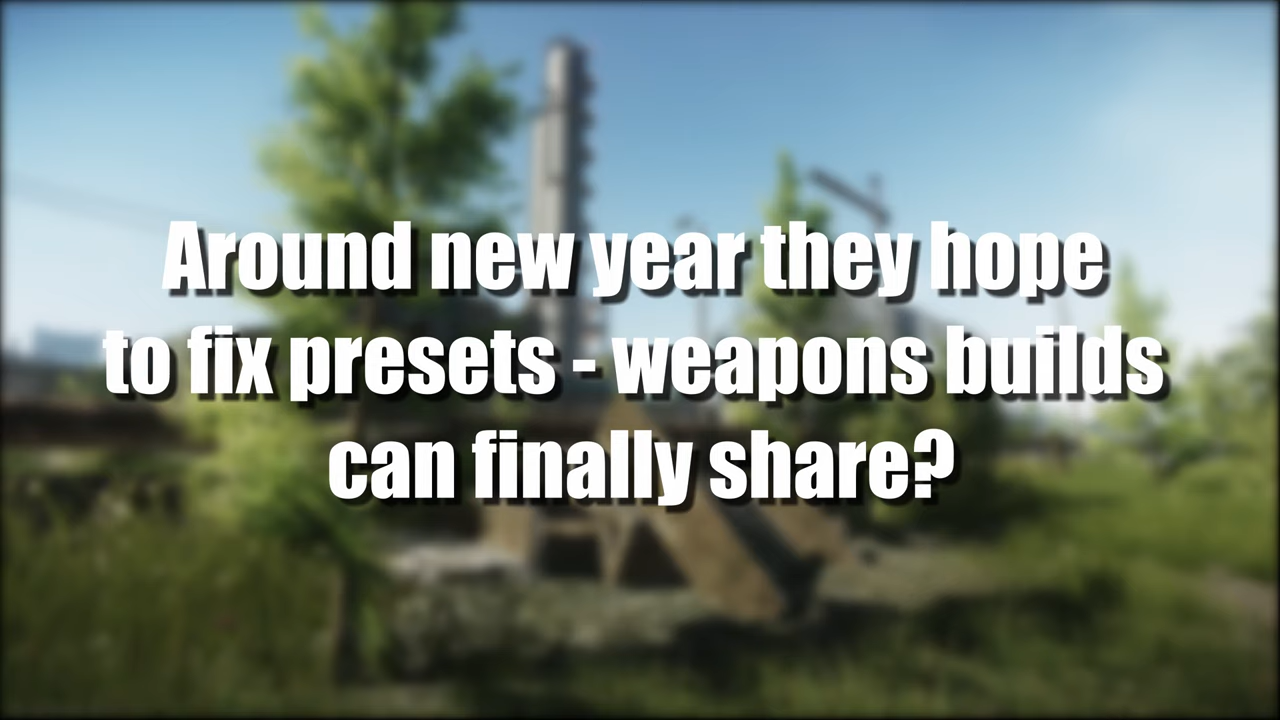 Around new year they hope
to fix presets - weapons builds
can finally share?